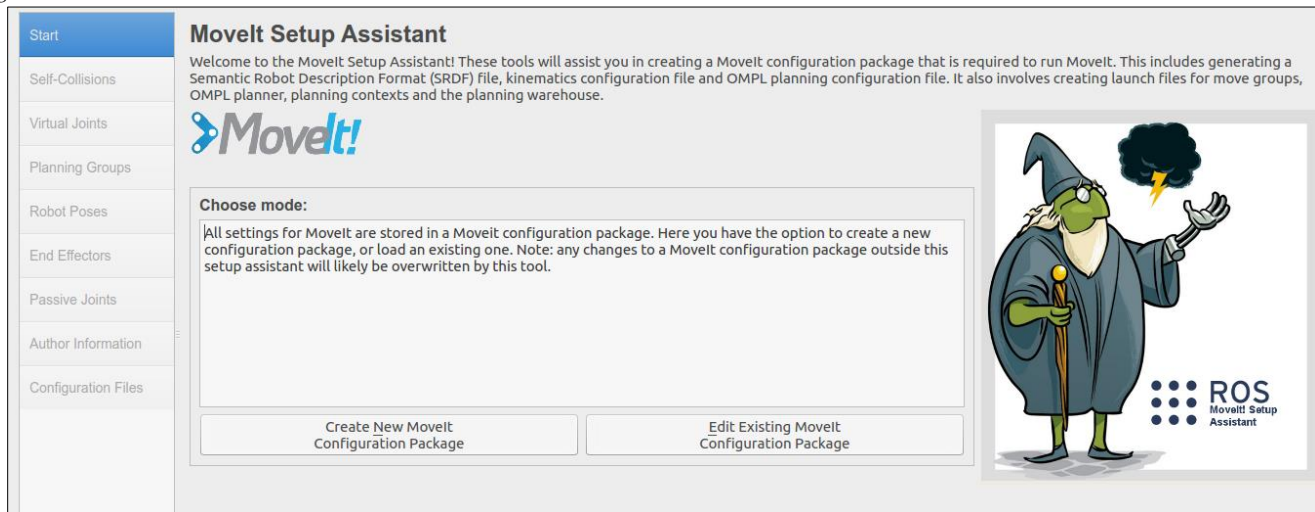 Start
Self-Collisions
Virtual Joints
Planning Groups
Robot Poses
End Effectors
Passive Joints
Author Information
Configuration Files
MoveIt Setup Assistant
Welcome to the MoveIt Setup Assistant! These tools will assist you in creating a MoveIt configuration package that is required to run MoveIt. This includes generating a
Semantic Robot Description Format (SRDF) file, kinematics configuration file and OMPL planning configuration file. It also involves creating launch files for move groups,
OMPL planner, planning contexts and the planning warehouse.
MoveIt!
Choose mode:
All settings for MoveIt are stored in a Moveit configuration package. Here you have the option to create a new
configuration package, or load an existing one. Note: any changes to a MoveIt configuration package outside this
setup assistant will likely be overwritten by this tool.
Create New MoveIt
Configuration Package
Edit Existing MoveIt
Configuration Package
ROS
MoveIt! Setup
Assistant